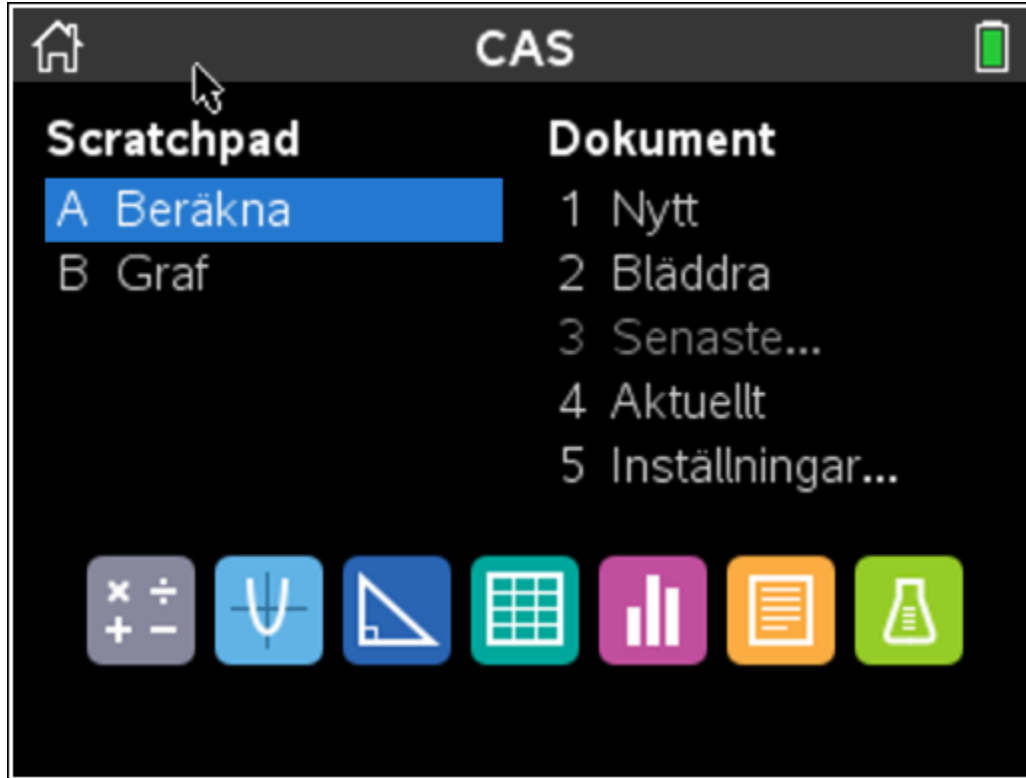 CAS
Scratchpad
A Beräkna
B Graf
Dokument
1 Nytt
2 Bläddra
3 Senaste...
4 Aktuellt
5 Inställningar...